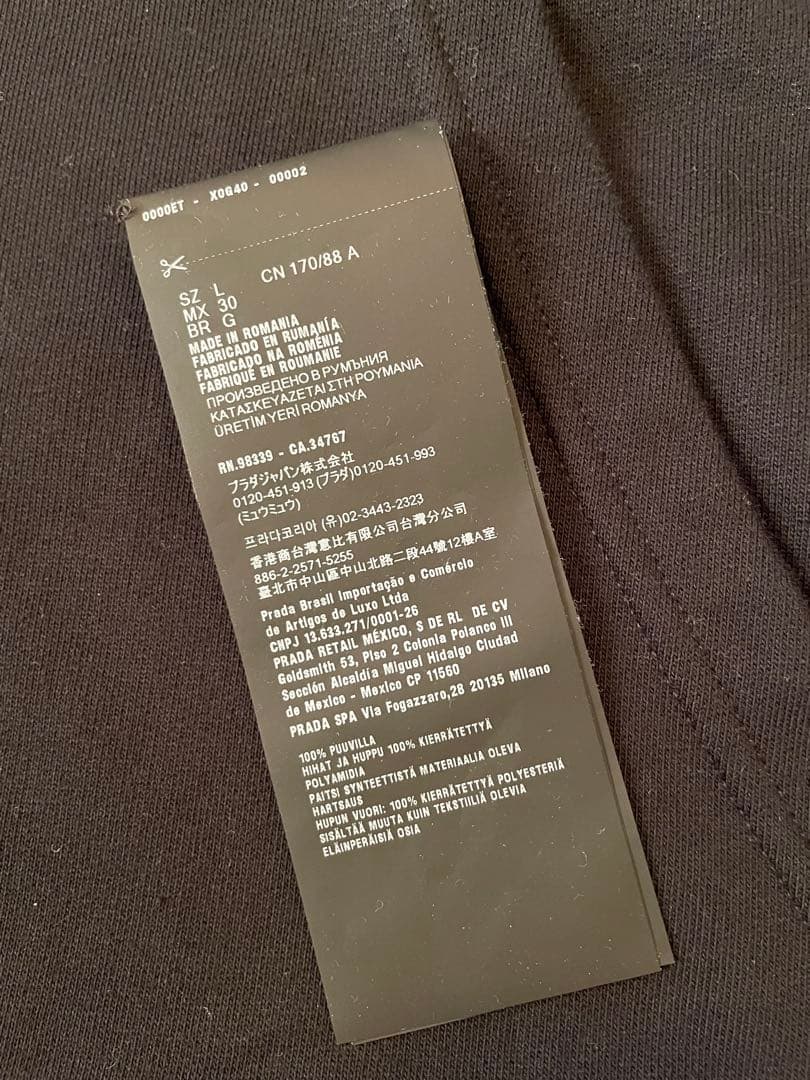 0000ET - X0G40 - 00002
CN 170/88 A
SZ L
MX 30
BR G
MADE IN ROMANIA
FABRICADO EN RUMANÍA
FABRICADO NA ROMÉNIA
FABRIQUÉ EN ROUMANIE
ПРОИЗВЕДЕНО В РУМЪНИЯ
ΚΑΤΑΣΚΕΥΑΖΕΤΑΙ ΣΤΗ ΡΟΥΜΑΝΙΑ
ÜRETİM YERİ ROMANYA
RN.98339 - CA.34767
プラダジャパン株式会社
0120-451-913 (プラダ)0120-451-993
(ミュウミュウ)
프라다코리아 (유)02-3443-2323
香港商台灣意比有限公司台灣分公司
886-2-2571-5255
臺北市中山區中山北路二段44號12樓A室
Prada Brasil Importação e Comércio
de Artigos de Luxo Ltda
CNPJ 13.633.271/0001-26
PRADA RETAIL MÉXICO, S DE RL DE CV
Goldsmith 53, Piso 2 Colonia Polanco III
Sección Alcaldía Miguel Hidalgo Ciudad
de Mexico - Mexico CP 11560
PRADA SPA Via Fogazzaro,28 20135 Milano
100% PUUVILLA
HIHAT JA HUPPU 100% KIERRÄTETTYÄ
POLYAMIDIA
PAITSI SYNTEETTISTÄ MATERIAALIA OLEVA
HARTSAUS
HUPUN VUORI: 100% KIERRÄTETTYÄ POLYESTERIÄ
SISÄLTÄÄ MUUTA KUIN TEKSTIILIÄ OLEVIA
ELÄINPERÄISIÄ OSIA